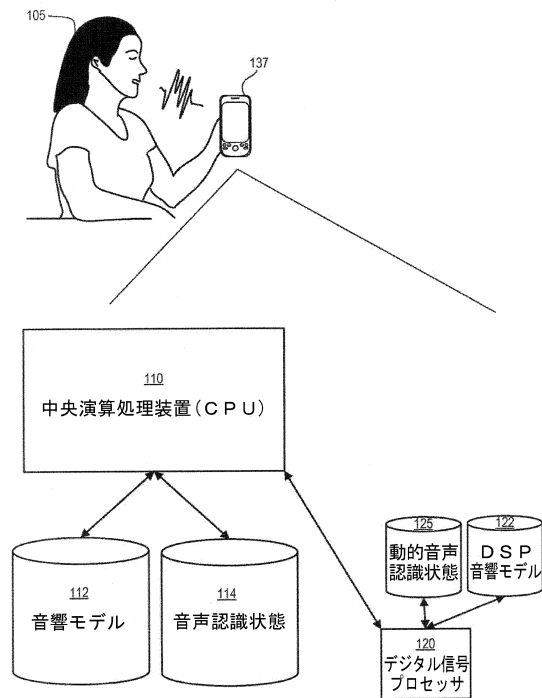 105
137
110
中央演算処理装置(CPU)
112
音響モデル
114
音声認識状態
125
動的音声
認識状態
122
DSP
音響モデル
120
デジタル信号
プロセッサ